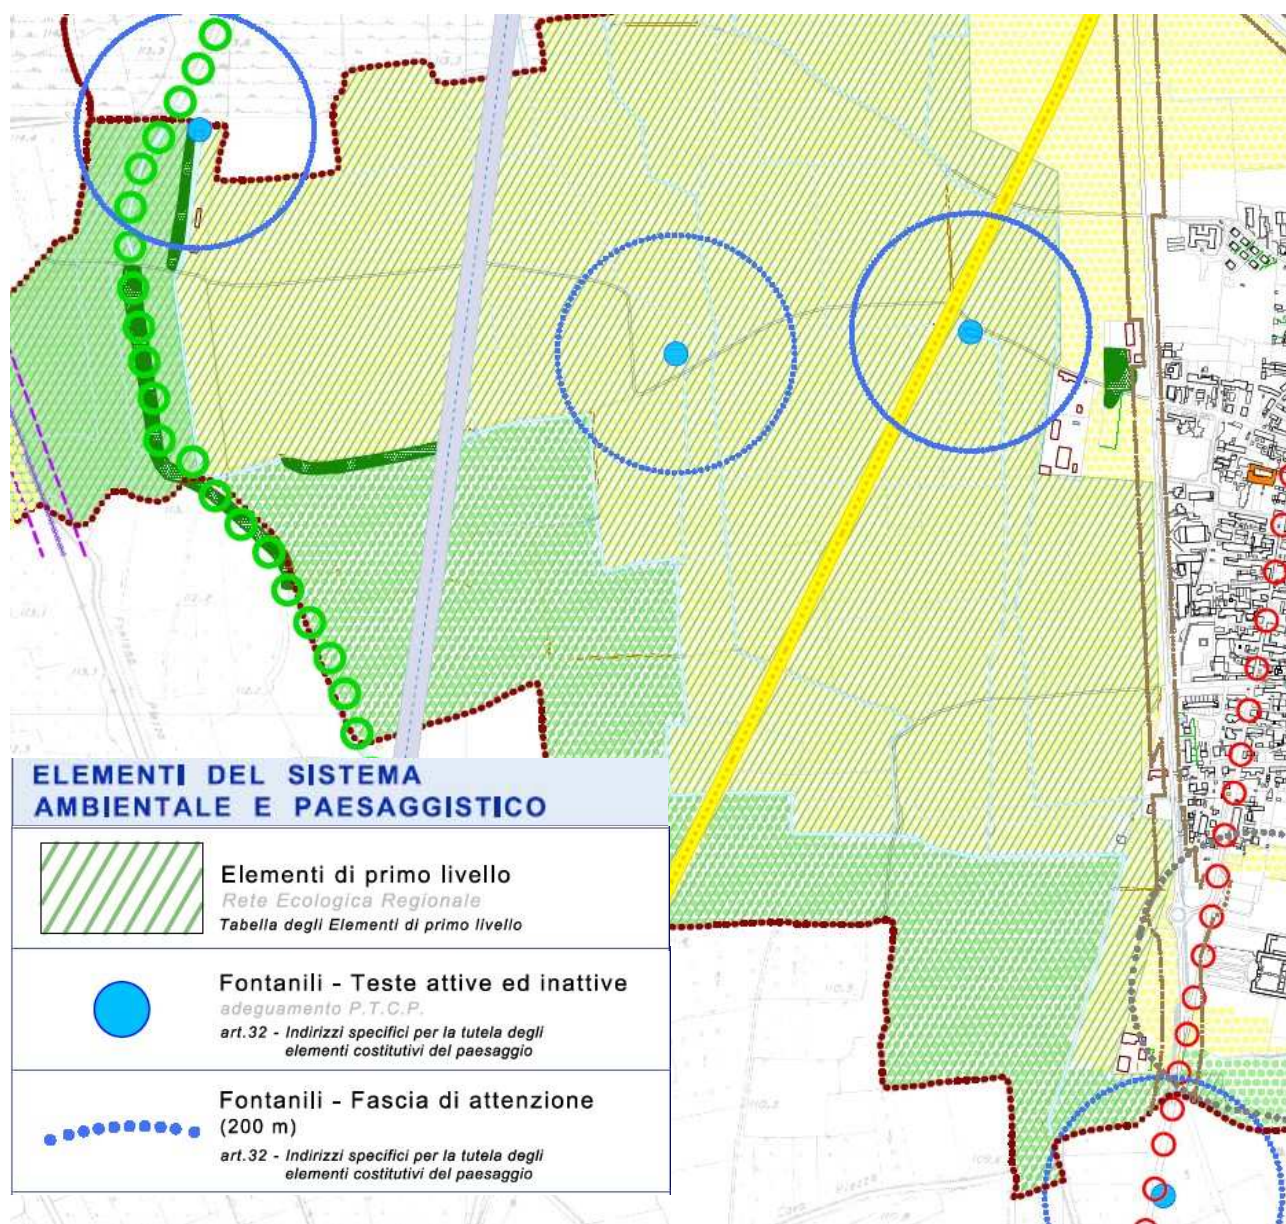 ELEMENTI DEL SISTEMA
AMBIENTALE E PAESAGGISTICO
Elementi di primo livello
Rete Ecologica Regionale
Tabella degli Elementi di primo livello
Fontanili - Teste attive ed inattive
adeguamento P.T.C.P.
art.32 - Indirizzi specifici per la tutela degli
elementi costitutivi del paesaggio
Fontanili - Fascia di attenzione
(200 m)
art.32 - Indirizzi specifici per la tutela degli
elementi costitutivi del paesaggio